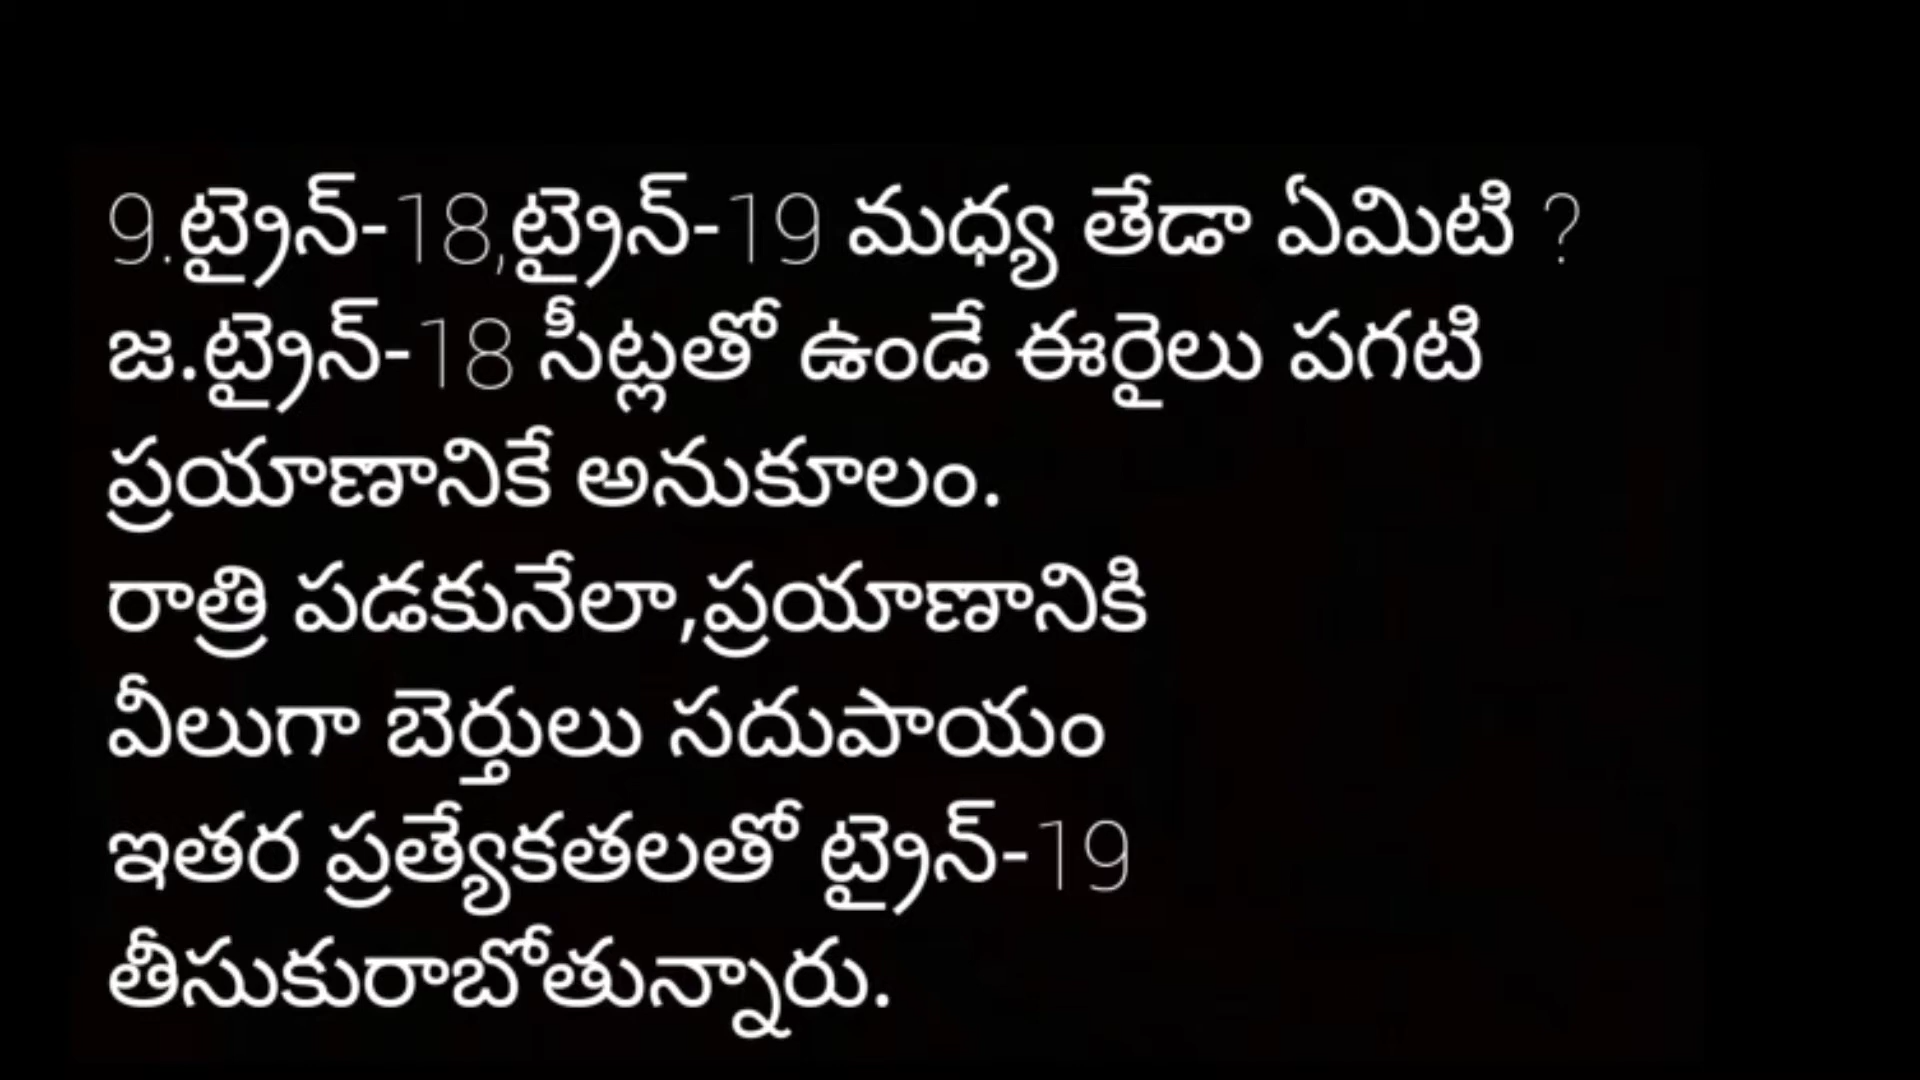 9.ట్రైన్-18,ట్రైన్-19 మధ్య తేడా ఏమిటి ?
జ.ట్రైన్-18 సీట్లతో ఉండే ఈరైలు పగటి
ప్రయాణానికే అనుకూలం.
రాత్రి పడకునేలా,ప్రయాణానికి
వీలుగా బెర్తులు సదుపాయం
ఇతర ప్రత్యేకతలతో ట్రైన్-19
తీసుకురాబోతున్నారు.